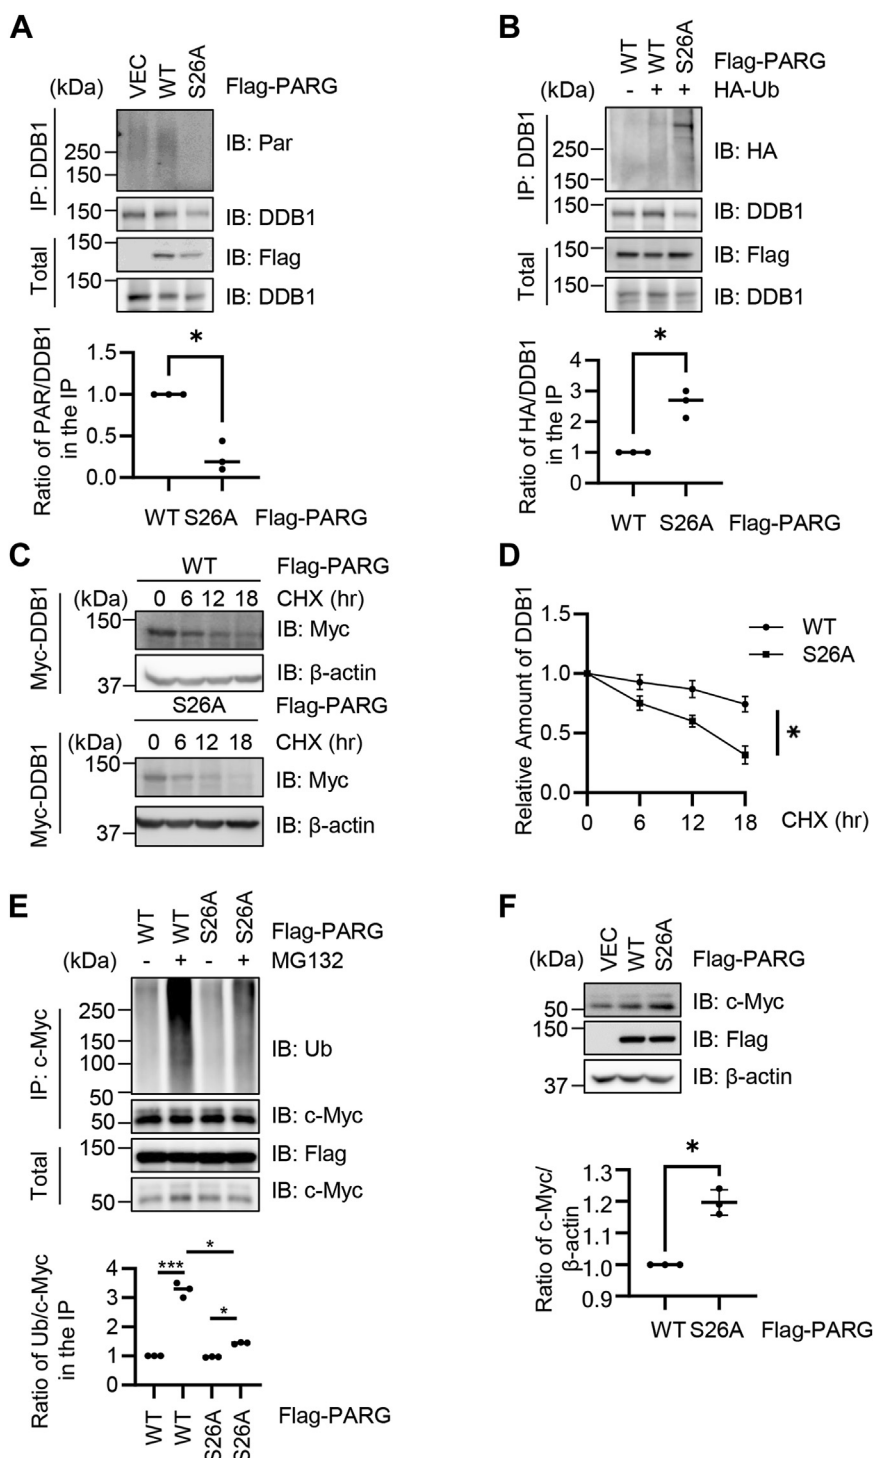 A
VEC
WT
S26A
Flag-PARG
(kDa)
IP: DDB1
250
150
IB: Par
150
IB: DDB1
Total
150
IB: Flag
150
IB: DDB1
Ratio of PAR/DDB1
in the IP
1.5
1.0
0.5
0.0
*
WT S26A Flag-PARG
B
WT
WT
S26A
Flag-PARG
(kDa) - + + HA-Ub
IP: DDB1
250
150
IB: HA
150
IB: DDB1
Total
150
IB: Flag
150
IB: DDB1
Ratio of HA/DDB1
in the IP
4
3
2
1
0
*
WT S26A Flag-PARG
C
WT Flag-PARG
(kDa) 0 6 12 18 CHX (hr)
Myc-DDB1
150
IB: Myc
37
IB: β-actin
S26A Flag-PARG
(kDa) 0 6 12 18 CHX (hr)
Myc-DDB1
150
IB: Myc
37
IB: β-actin
D
Relative Amount of DDB1
1.5
1.0
0.5
0.0
WT
S26A
*
0 6 12 18 CHX (hr)
E
WT
WT
S26A
S26A
Flag-PARG
(kDa) - + - + MG132
IP: c-Myc
250
150
100
50
IB: Ub
50
IB: c-Myc
Total
150
IB: Flag
50
IB: c-Myc
Ratio of Ub/c-Myc
in the IP
4
3
2
1
0
***
*
*
WT
WT
S26A
S26A
Flag-PARG
F
VEC
WT
S26A
Flag-PARG
(kDa)
50
IB: c-Myc
150
IB: Flag
37
IB: β-actin
Ratio of c-Myc/
β-actin
1.3
1.2
1.1
1.0
0.9
*
WT S26A Flag-PARG